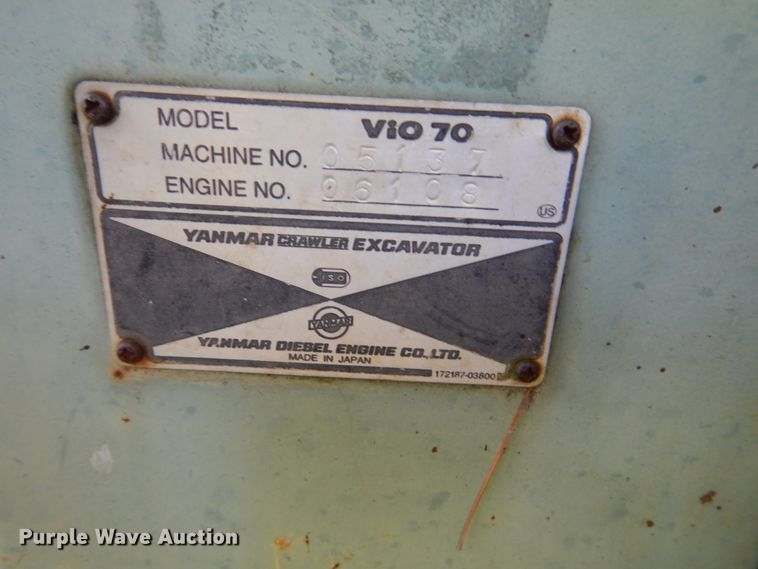 MODEL ViO 70
MACHINE NO. 05137
ENGINE NO. 06108
US
YANMAR CRAWLER EXCAVATOR
ISO
YANMAR
YANMAR DIESEL ENGINE CO., LTD.
MADE IN JAPAN
172187-03800
Purple Wave Auction